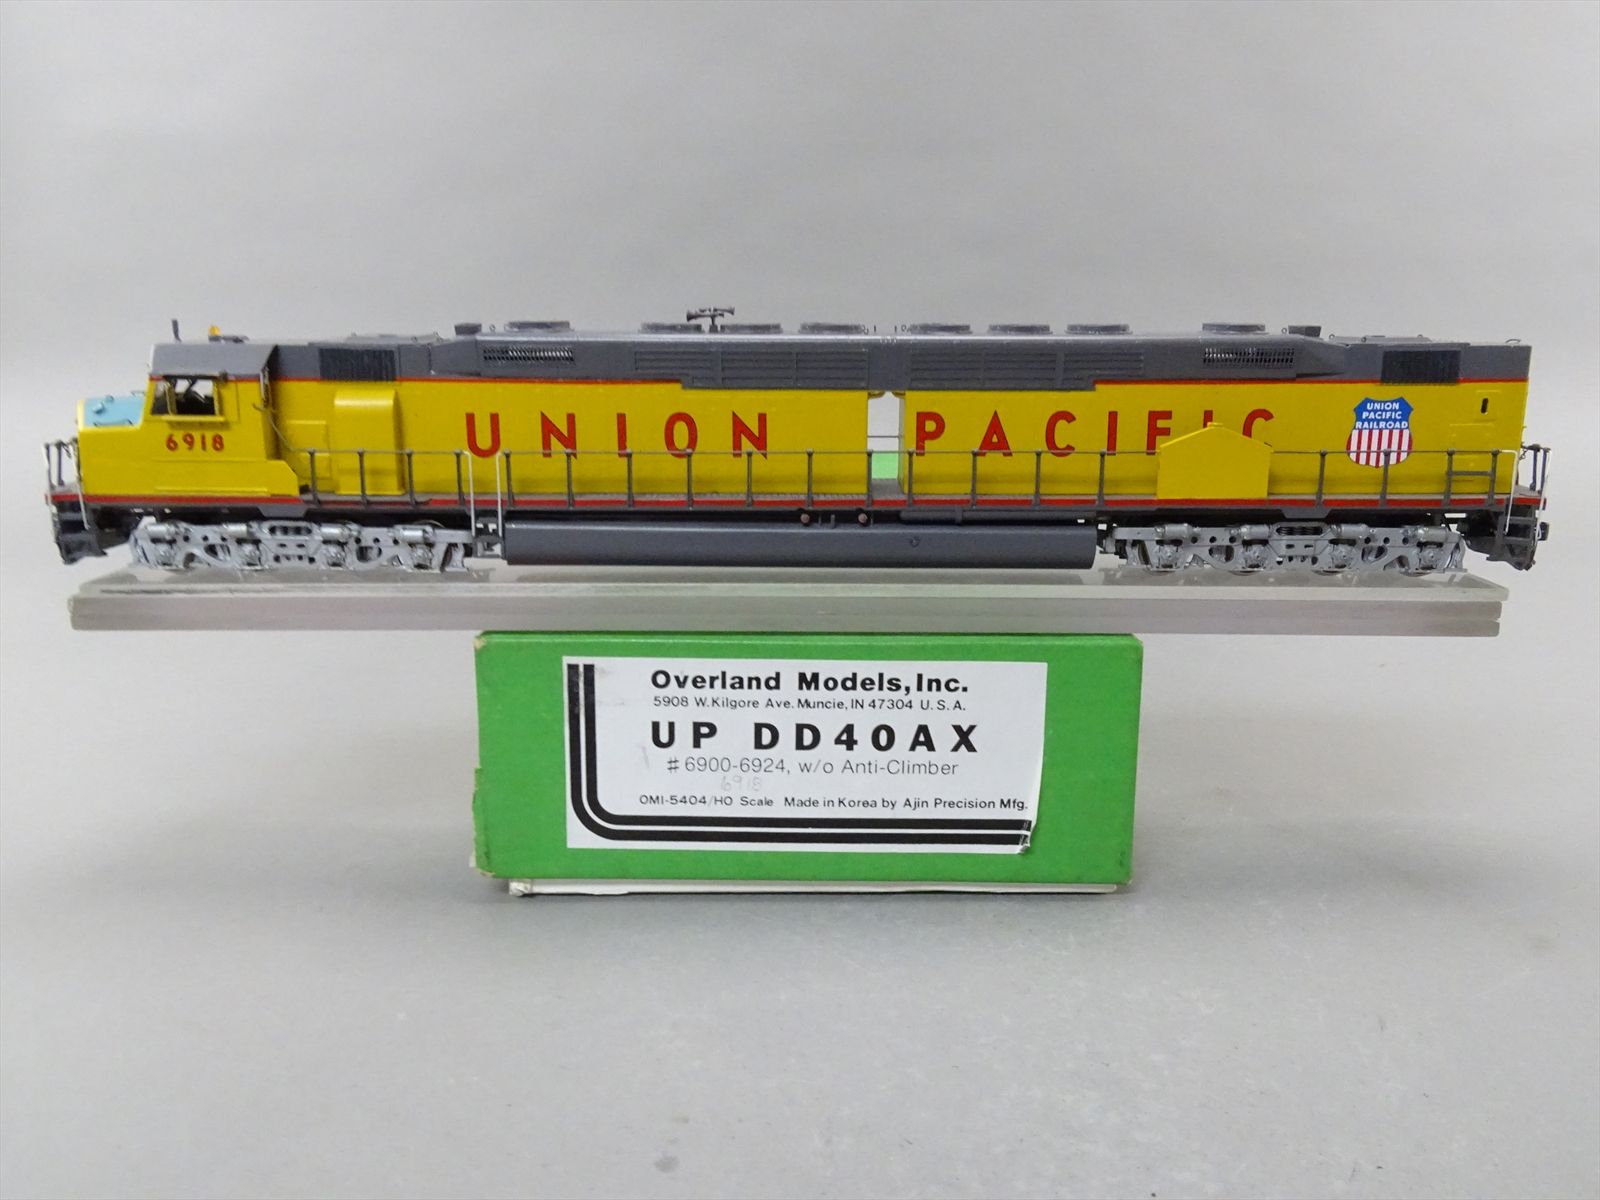 6918
UNION PACIFIC
UNION
PACIFIC
RAILROAD
Overland Models, Inc.
5908 W. Kilgore Ave. Muncie, IN 47304 U. S. A.
UP DD40AX
# 6900-6924, w/o Anti-Climber
6918
OMI-5404/HO Scale Made in Korea by Ajin Precision Mfg.